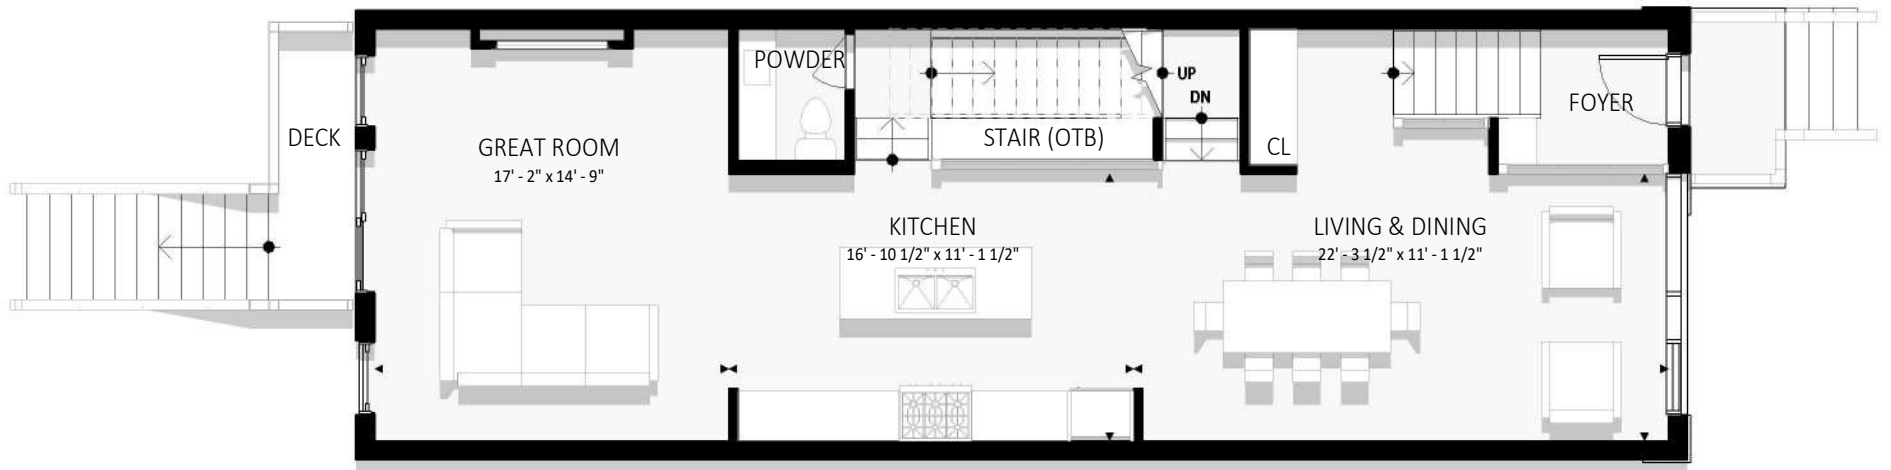 DECK
GREAT ROOM
17' - 2" x 14' - 9"
POWDER
STAIR (OTB)
UP
DN
KITCHEN
16' - 10 1/2" x 11' - 1 1/2"
CL
FOYER
LIVING & DINING
22' - 3 1/2" x 11' - 1 1/2"